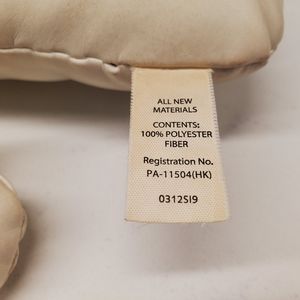 ALL NEW
MATERIALS
CONTENTS:
100% POLYESTER
FIBER
Registration No.
PA-11504(HK)
0312SI9